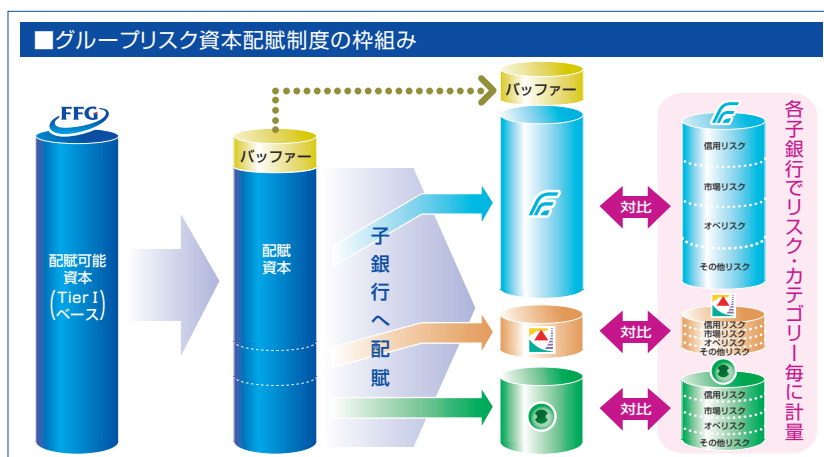 ■グループリスク資本配賦制度の枠組み
FFG
配賦可能
資本
(Tier Ⅰ
ベース)
バッファー
配賦
資本
子銀行へ配賦
バッファー
対比
信用リスク
市場リスク
オペリスク
その他リスク
対比
信用リスク
市場リスク
オペリスク
その他リスク
対比
信用リスク
市場リスク
オペリスク
その他リスク
各子銀行でリスク・カテゴリー毎に計量